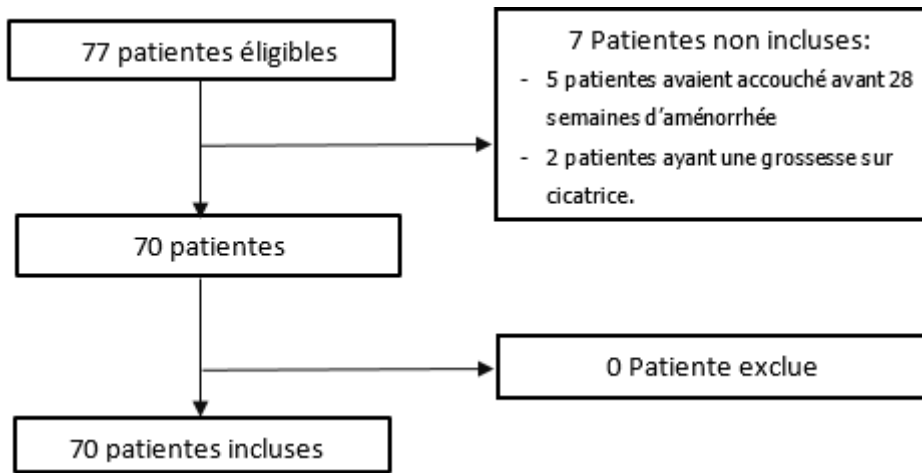 77 patientes éligibles
7 Patientes non incluses:
- 5 patientes avaient accouché avant 28
semaines d´aménorrhée
- 2 patientes ayant une grossesse sur
cicatrice.
70 patientes
0 Patiente exclue
70 patientes incluses